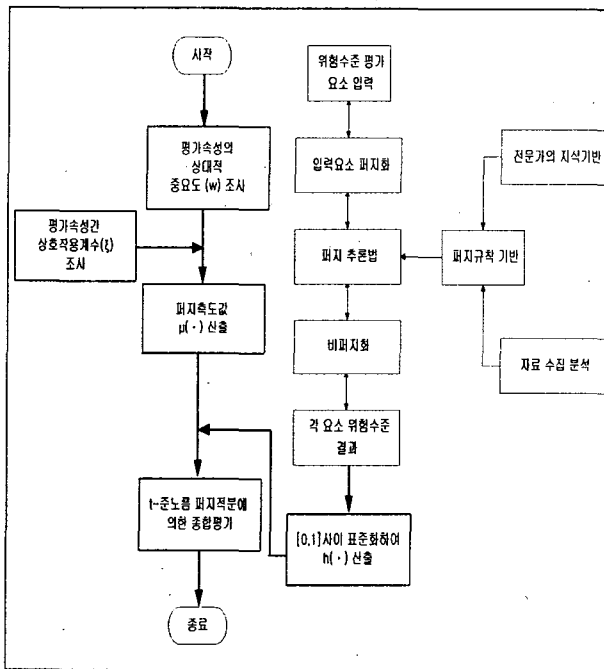 시작
평가속성의
상대적
중요도 (w) 조사
평가속성간
상호작용계수(ξ)
조사
퍼지측도값
μ(·) 산출
t-준노름 퍼지적분에
의한 종합평가
종료
위험수준 평가
요소 입력
입력요소 퍼지화
퍼지 추론법
비퍼지화
각 요소 위험수준
결과
[0,1]사이 표준화하여
h(·) 산출
전문가의 지식기반
퍼지규칙 기반
자료 수집 분석